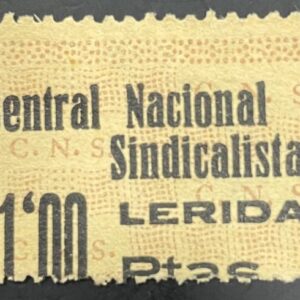 entral Nacional
C. N. S. Sindicalista
C. N. S.
1'00 LERIDA
C. N. S.
Ptas